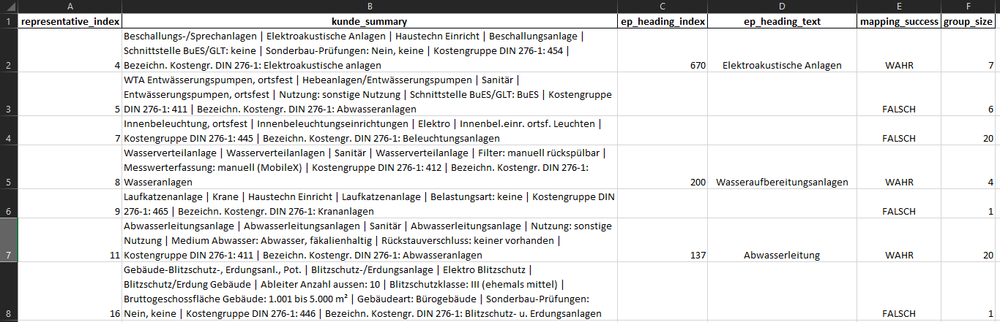 A B C D E F
1 representative_index kunde_summary ep_heading_index ep_heading_text mapping_success group_size
Beschallungs-/Sprechanlagen | Elektroakustische Anlagen | Haustechn Einricht | Beschallungsanlage |
Schnittstelle BuES/GLT: keine | Sonderbau-Prüfungen: Nein, keine | Kostengruppe DIN 276-1: 454 |
2 4 Bezeichn. Kostengr. DIN 276-1: Elektroakustische anlagen 670 Elektroakustische Anlagen WAHR 7
WTA Entwässerungspumpen, ortsfest | Hebeanlagen/Entwässerungspumpen | Sanitär |
Entwässerungspumpen, ortsfest | Nutzung: sonstige Nutzung | Schnittstelle BuES/GLT: BuES | Kostengruppe
3 5 DIN 276-1: 411 | Bezeichn. Kostengr. DIN 276-1: Abwasseranlagen FALSCH 6
Innenbeleuchtung, ortsfest | Innenbeleuchtungseinrichtungen | Elektro | Innenbel.einr. ortsf. Leuchten |
4 7 Kostengruppe DIN 276-1: 445 | Bezeichn. Kostengr. DIN 276-1: Beleuchtungsanlagen FALSCH 20
Wasserverteilanlage | Wasserverteilanlagen | Sanitär | Wasserverteilanlage | Filter: manuell rückspülbar |
Messwerterfassung: manuell (MobileX) | Kostengruppe DIN 276-1: 412 | Bezeichn. Kostengr. DIN 276-1:
5 8 Wasseranlagen 200 Wasseraufbereitungsanlagen WAHR 4
Laufkatzenanlage | Krane | Haustechn Einricht | Laufkatzenanlage | Belastungsart: keine | Kostengruppe DIN
6 9 276-1: 465 | Bezeichn. Kostengr. DIN 276-1: Krananlagen FALSCH 1
Abwasserleitungsanlage | Abwasserleitungsanlagen | Sanitär | Abwasserleitungsanlage | Nutzung: sonstige
Nutzung | Medium Abwasser: Abwasser, fäkalienhaltig | Rückstauverschluss: keiner vorhanden |
7 11 Kostengruppe DIN 276-1: 411 | Bezeichn. Kostengr. DIN 276-1: Abwasseranlagen 137 Abwasserleitung WAHR 20
Gebäude-Blitzschutz-, Erdungsanl., Pot. | Blitzschutz-/Erdungsanlage | Elektro Blitzschutz |
Blitzschutz/Erdung Gebäude | Ableiter Anzahl aussen: 10 | Blitzschutzklasse: III (ehemals mittel) |
Bruttogeschossfläche Gebäude: 1.001 bis 5.000 m² | Gebäudeart: Bürogebäude | Sonderbau-Prüfungen:
8 16 Nein, keine | Kostengruppe DIN 276-1: 446 | Bezeichn. Kostengr. DIN 276-1: Blitzschutz- u. Erdungsanlagen FALSCH 1